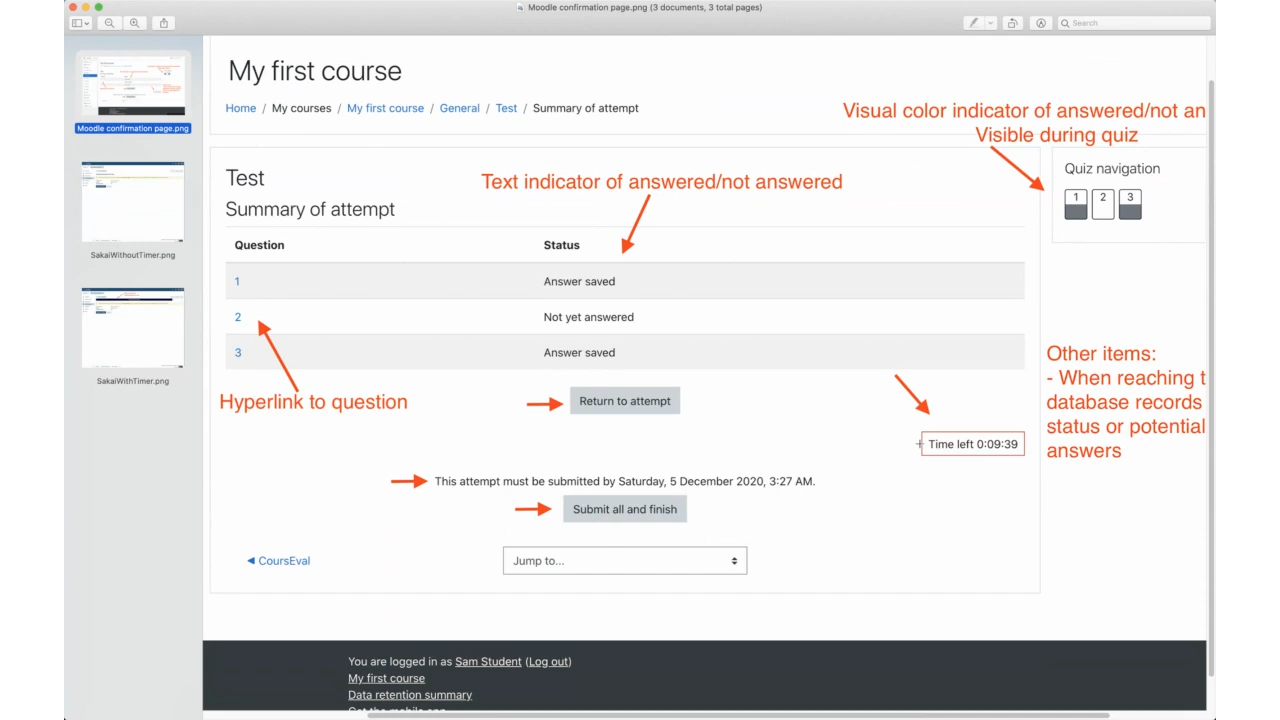 Moodle confirmation page.png (3 documents, 3 total pages)
Search
Moodle confirmation page.png
SakaiWithoutTimer.png
SakaiWithTimer.png
My first course
Home / My courses / My first course / General / Test / Summary of attempt
Visual color indicator of answered/not an
Visible during quiz
Test
Text indicator of answered/not answered
Summary of attempt
Quiz navigation
1 2 3
Question Status
1 Answer saved
2 Not yet answered
3 Answer saved
Hyperlink to question
Return to attempt
Other items:
- When reaching t
database records
status or potential
answers
Time left 0:09:39
This attempt must be submitted by Saturday, 5 December 2020, 3:27 AM.
Submit all and finish
◄ CoursEval
Jump to...
You are logged in as Sam Student (Log out)
My first course
Data retention summary
Get the mobile app